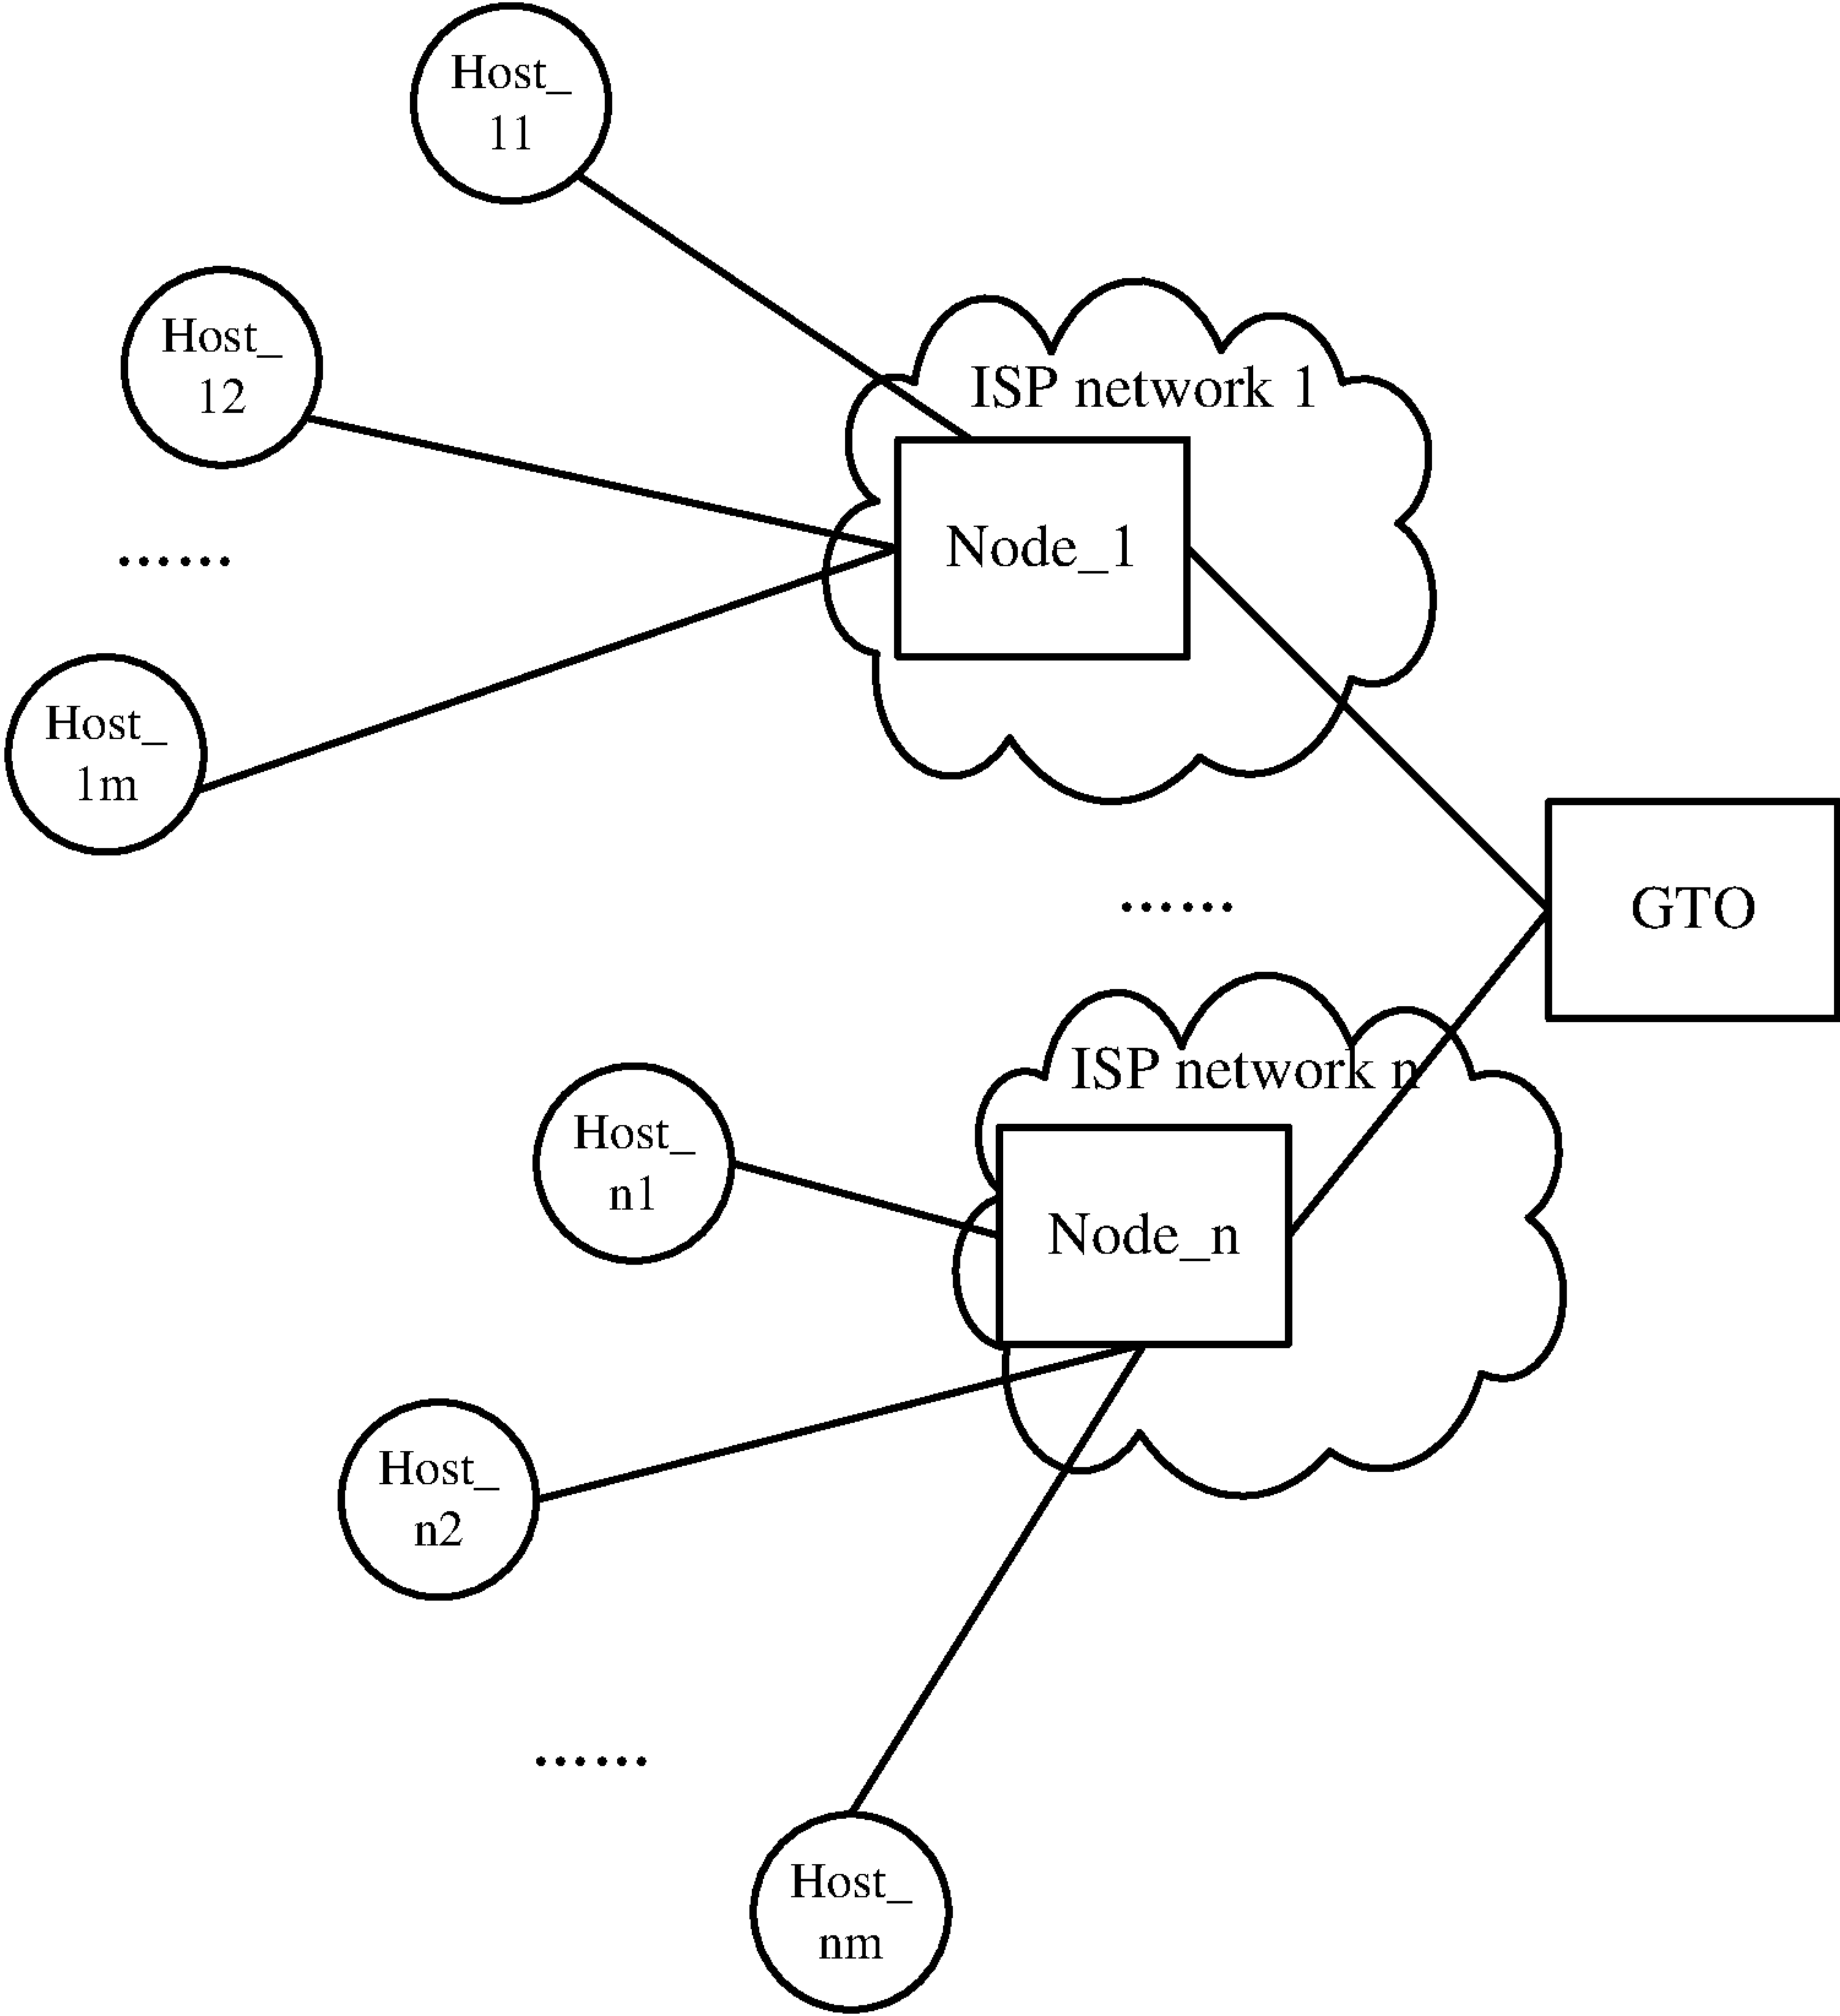 Host_
11
Host_
12
ISP network 1
Node_1
......
Host_
1m
GTO
......
ISP network n
Host_
n1
Node_n
Host_
n2
......
Host_
nm